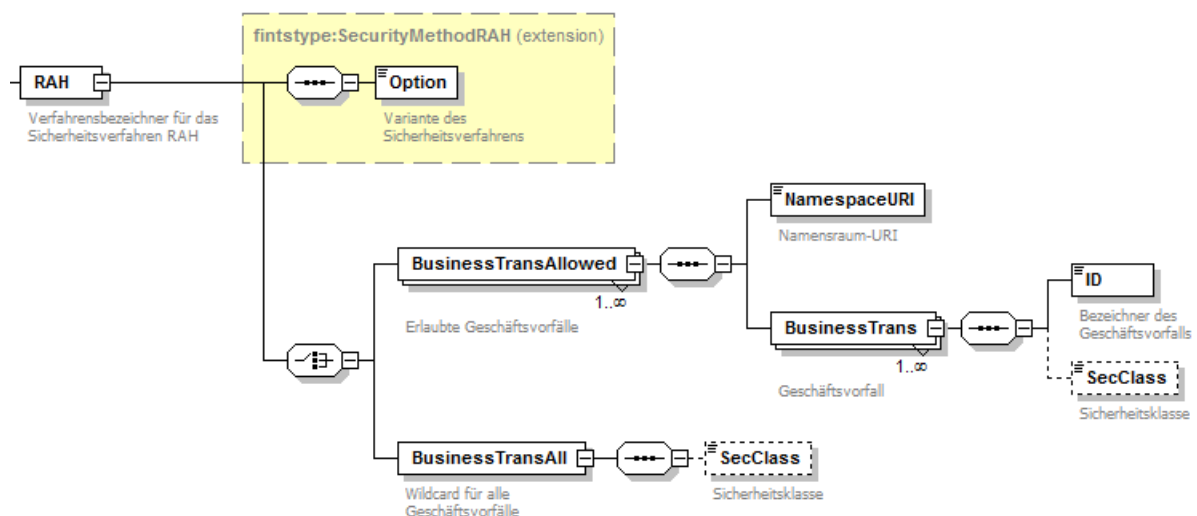 fintstype:SecurityMethodRAH (extension)
RAH
Option
Verfahrensbezeichner für das
Sicherheitsverfahren RAH
Variante des
Sicherheitsverfahrens
NamespaceURI
Namensraum-URI
BusinessTransAllowed
1..∞
Erlaubte Geschäftsvorfälle
ID
Bezeichner des
Geschäftsvorfalls
BusinessTrans
1..∞
Geschäftsvorfall
SecClass
Sicherheitsklasse
BusinessTransAll
Wildcard für alle
Geschäftsvorfälle
SecClass
Sicherheitsklasse